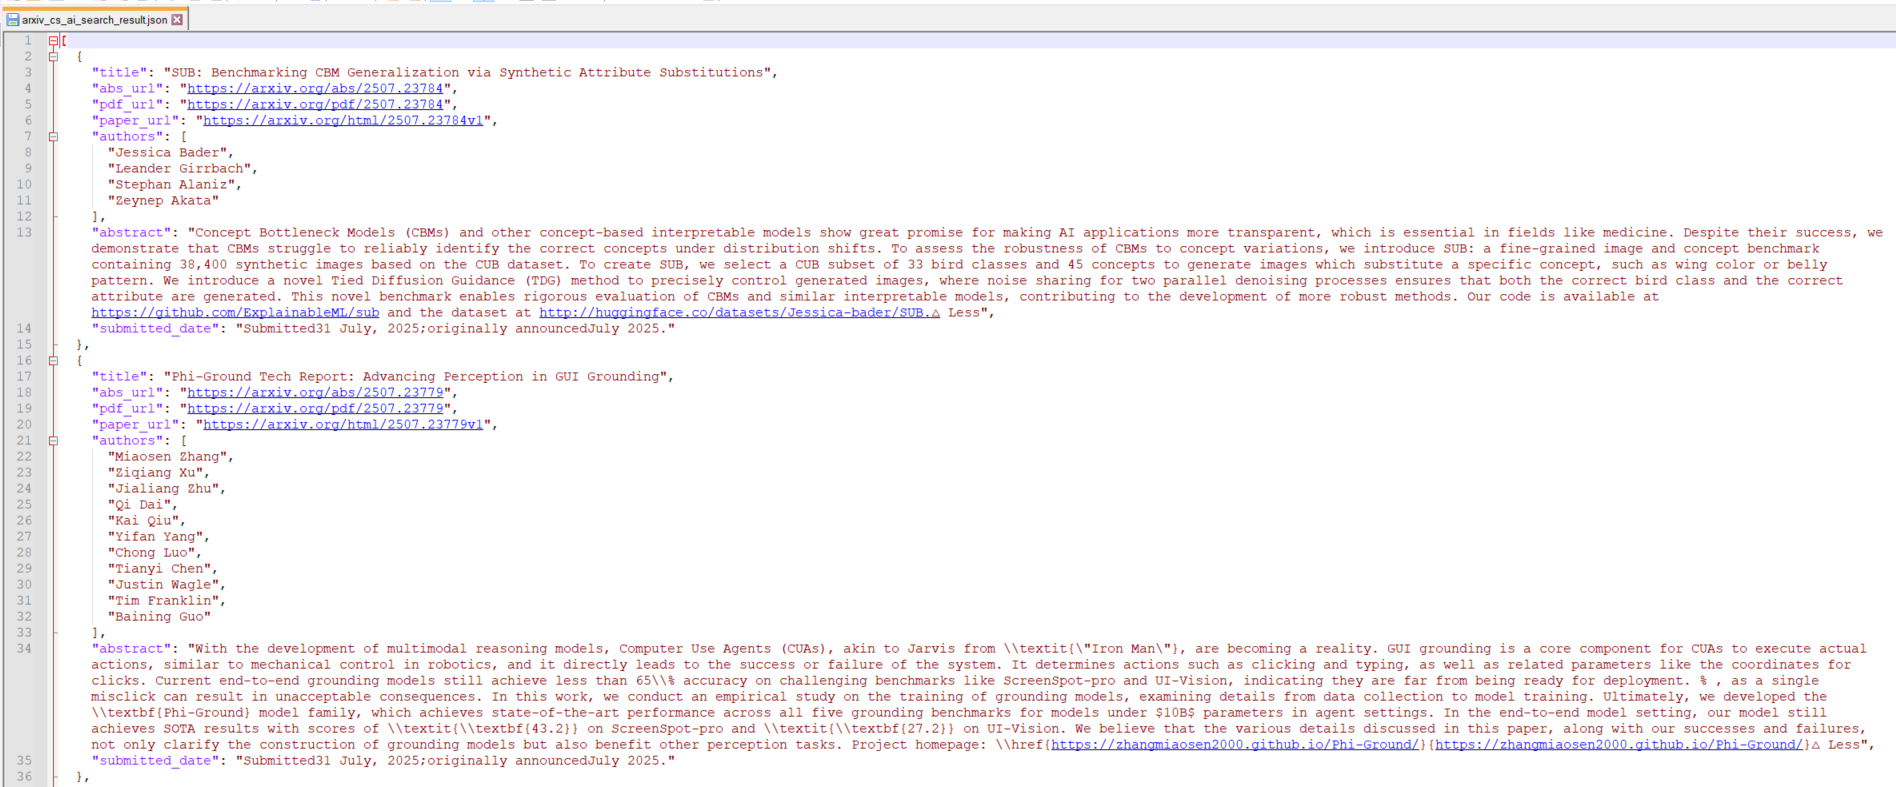 arxiv_cs_ai_search_result.json
1 [
2 {
3 "title": "SUB: Benchmarking CBM Generalization via Synthetic Attribute Substitutions",
4 "abs_url": "https://arxiv.org/abs/2507.23784",
5 "pdf_url": "https://arxiv.org/pdf/2507.23784",
6 "paper_url": "https://arxiv.org/html/2507.23784v1",
7 "authors": [
8 "Jessica Bader",
9 "Leander Girrbach",
10 "Stephan Alaniz",
11 "Zeynep Akata"
12 ],
13 "abstract": "Concept Bottleneck Models (CBMs) and other concept-based interpretable models show great promise for making AI applications more transparent, which is essential in fields like medicine. Despite their success, we
demonstrate that CBMs struggle to reliably identify the correct concepts under distribution shifts. To assess the robustness of CBMs to concept variations, we introduce SUB: a fine-grained image and concept benchmark
containing 38,400 synthetic images based on the CUB dataset. To create SUB, we select a CUB subset of 33 bird classes and 45 concepts to generate images which substitute a specific concept, such as wing color or belly
pattern. We introduce a novel Tied Diffusion Guidance (TDG) method to precisely control generated images, where noise sharing for two parallel denoising processes ensures that both the correct bird class and the correct
attribute are generated. This novel benchmark enables rigorous evaluation of CBMs and similar interpretable models, contributing to the development of more robust methods. Our code is available at
https://github.com/ExplainableML/sub and the dataset at http://huggingface.co/datasets/Jessica-bader/SUB.△ Less",
14 "submitted_date": "Submitted31 July, 2025;originally announcedJuly 2025."
15 },
16 {
17 "title": "Phi-Ground Tech Report: Advancing Perception in GUI Grounding",
18 "abs_url": "https://arxiv.org/abs/2507.23779",
19 "pdf_url": "https://arxiv.org/pdf/2507.23779",
20 "paper_url": "https://arxiv.org/html/2507.23779v1",
21 "authors": [
22 "Miaosen Zhang",
23 "Ziqiang Xu",
24 "Jialiang Zhu",
25 "Qi Dai",
26 "Kai Qiu",
27 "Yifan Yang",
28 "Chong Luo",
29 "Tianyi Chen",
30 "Justin Wagle",
31 "Tim Franklin",
32 "Baining Guo"
33 ],
34 "abstract": "With the development of multimodal reasoning models, Computer Use Agents (CUAs), akin to Jarvis from \\textit{\"Iron Man\"}, are becoming a reality. GUI grounding is a core component for CUAs to execute actual
actions, similar to mechanical control in robotics, and it directly leads to the success or failure of the system. It determines actions such as clicking and typing, as well as related parameters like the coordinates for
clicks. Current end-to-end grounding models still achieve less than 65\\% accuracy on challenging benchmarks like ScreenSpot-pro and UI-Vision, indicating they are far from being ready for deployment. % , as a single
misclick can result in unacceptable consequences. In this work, we conduct an empirical study on the training of grounding models, examining details from data collection to model training. Ultimately, we developed the
\\textbf{Phi-Ground} model family, which achieves state-of-the-art performance across all five grounding benchmarks for models under $10B$ parameters in agent settings. In the end-to-end model setting, our model still
achieves SOTA results with scores of \\textit{\\textbf{43.2}} on ScreenSpot-pro and \\textit{\\textbf{27.2}} on UI-Vision. We believe that the various details discussed in this paper, along with our successes and failures,
not only clarify the construction of grounding models but also benefit other perception tasks. Project homepage: \\href{https://zhangmiaosen2000.github.io/Phi-Ground/}{https://zhangmiaosen2000.github.io/Phi-Ground/}△ Less",
35 "submitted_date": "Submitted31 July, 2025;originally announcedJuly 2025."
36 },